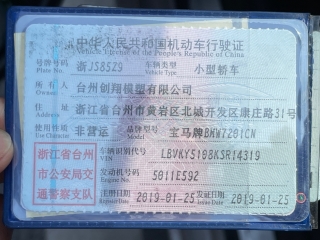 中华人民共和国机动车行驶证
Vehicle License of the People's Republic of China
号牌号码 浙JS85Z9 车辆类型 小型轿车
Plate No. Vehicle Type
所有人 台州创翔模型有限公司
Owner
住址 浙江省台州市黄岩区北城开发区康庄路31号
Address
使用性质 非营运 品牌型号 宝马牌BMW7201CN
Use Character Model
浙江省台州市公安局交通警察支队
车辆识别代号 LBVKY5108KSR14319
VIN
发动机号码 5011E592
Engine No.
注册日期 2019-01-25 发证日期 2019-01-25
Register Date Issue Date